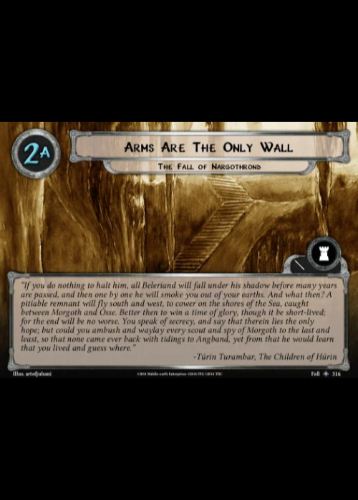 2A
ARMS ARE THE ONLY WALL
THE FALL OF NARGOTHROND
"If you do nothing to halt him, all Beleriand will fall under his shadow before many years
are passed, and then one by one he will smoke you out of your earths. And what then? A
pitiable remnant will fly south and west, to cower on the shores of the Sea, caught
between Morgoth and Osse. Better then to win a time of glory, though it be short-lived;
for the end will be no worse. You speak of secrecy, and say that therein lies the only
hope; but could you ambush and waylay every scout and spy of Morgoth to the last and
least, so that none came ever back with tidings to Angband, yet from that he would learn
that you lived and guess where."
-Túrin Turambar, The Children of Húrin
Fall 216